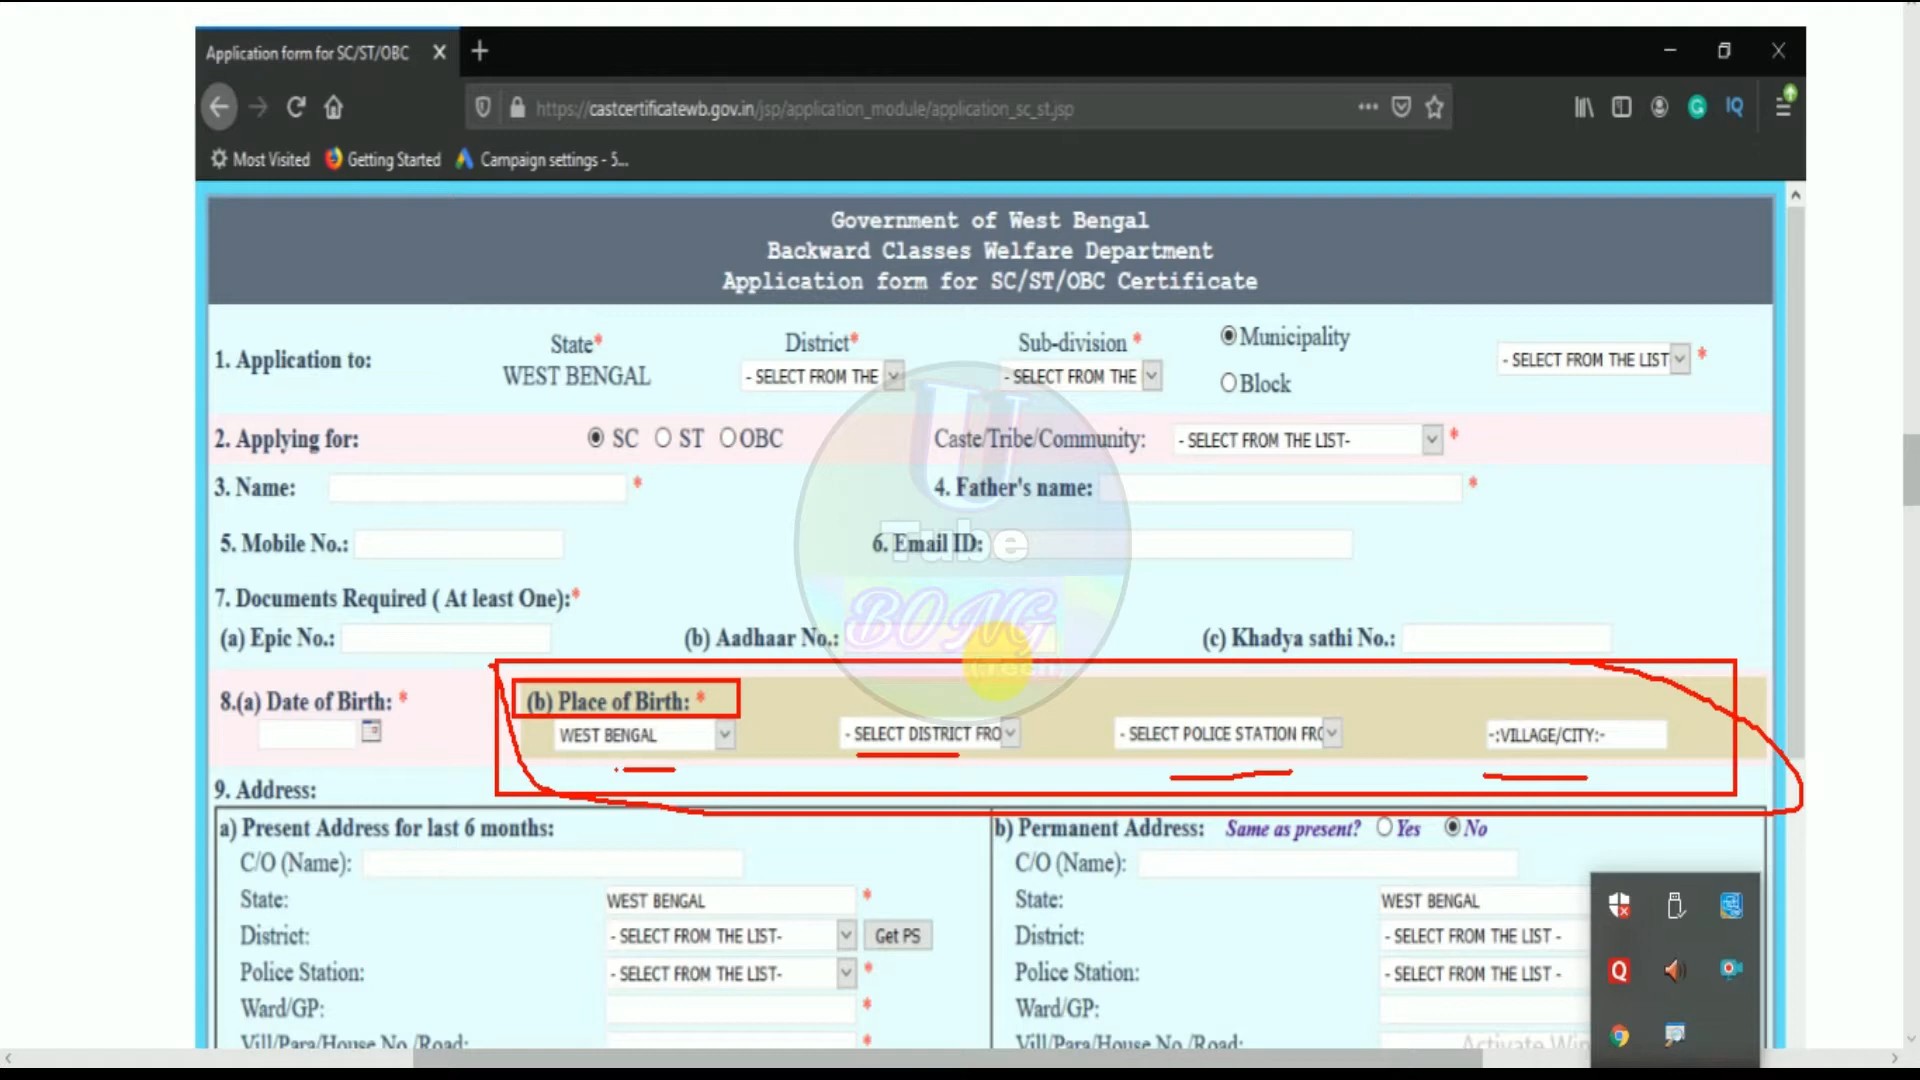 Application form for SC/ST/OBC
https://castcertificatewb.gov.in/jsp/application_module/application_sc_st.jsp
IQ
Most Visited Getting Started Campaign settings - 5...
Government of West Bengal
Backward Classes Welfare Department
Application form for SC/ST/OBC Certificate
1. Application to: State* District* Sub-division * Municipality
WEST BENGAL - SELECT FROM THE - SELECT FROM THE Block - SELECT FROM THE LIST *
2. Applying for: SC ST OBC Caste/Tribe/Community: - SELECT FROM THE LIST- *
3. Name: * 4. Father's name: *
5. Mobile No.: 6. Email ID:
7. Documents Required ( At least One):*
(a) Epic No.: (b) Aadhaar No.: (c) Khadya sathi No.:
8.(a) Date of Birth: * (b) Place of Birth: *
WEST BENGAL - SELECT DISTRICT FRO - SELECT POLICE STATION FRO -:VILLAGE/CITY:-
9. Address:
a) Present Address for last 6 months: b) Permanent Address: Same as present? Yes No
C/O (Name): C/O (Name):
State: WEST BENGAL * State: WEST BENGAL
District: - SELECT FROM THE LIST- Get PS District: - SELECT FROM THE LIST -
Police Station: - SELECT FROM THE LIST- * Police Station: - SELECT FROM THE LIST -
Ward/GP: * Ward/GP:
Vill/Para/House No./Road: * Vill/Para/House No./Road:
Activate Win
U
Tube
BONG
(Tech)